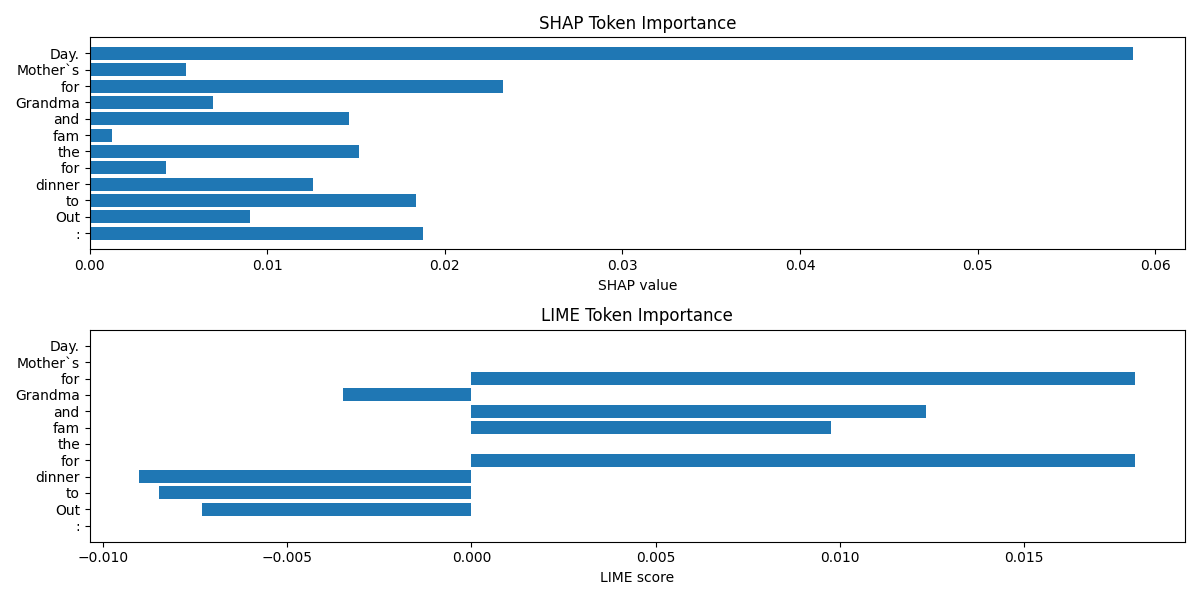 SHAP Token Importance
Day.
Mother`s
for
Grandma
and
fam
the
for
dinner
to
Out
:
0.00 0.01 0.02 0.03 0.04 0.05 0.06
SHAP value
LIME Token Importance
Day.
Mother`s
for
Grandma
and
fam
the
for
dinner
to
Out
:
−0.010 −0.005 0.000 0.005 0.010 0.015
LIME score